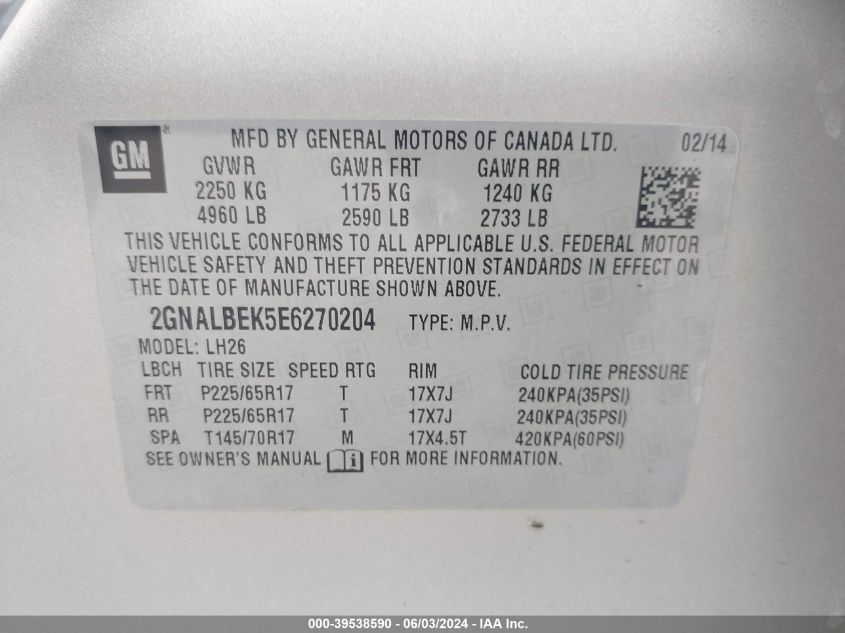 GM ® MFD BY GENERAL MOTORS OF CANADA LTD. 02/14
GVWR GAWR FRT GAWR RR
2250 KG 1175 KG 1240 KG
4960 LB 2590 LB 2733 LB
THIS VEHICLE CONFORMS TO ALL APPLICABLE U.S. FEDERAL MOTOR
VEHICLE SAFETY AND THEFT PREVENTION STANDARDS IN EFFECT ON
THE DATE OF MANUFACTURE SHOWN ABOVE.
2GNALBEK5E6270204 TYPE: M.P.V.
MODEL: LH26
LBCH TIRE SIZE SPEED RTG RIM COLD TIRE PRESSURE
FRT P225/65R17 T 17X7J 240KPA(35PSI)
RR P225/65R17 T 17X7J 240KPA(35PSI)
SPA T145/70R17 M 17X4.5T 420KPA(60PSI)
SEE OWNER'S MANUAL i FOR MORE INFORMATION.
000-39538590 - 06/03/2024 - IAA Inc.